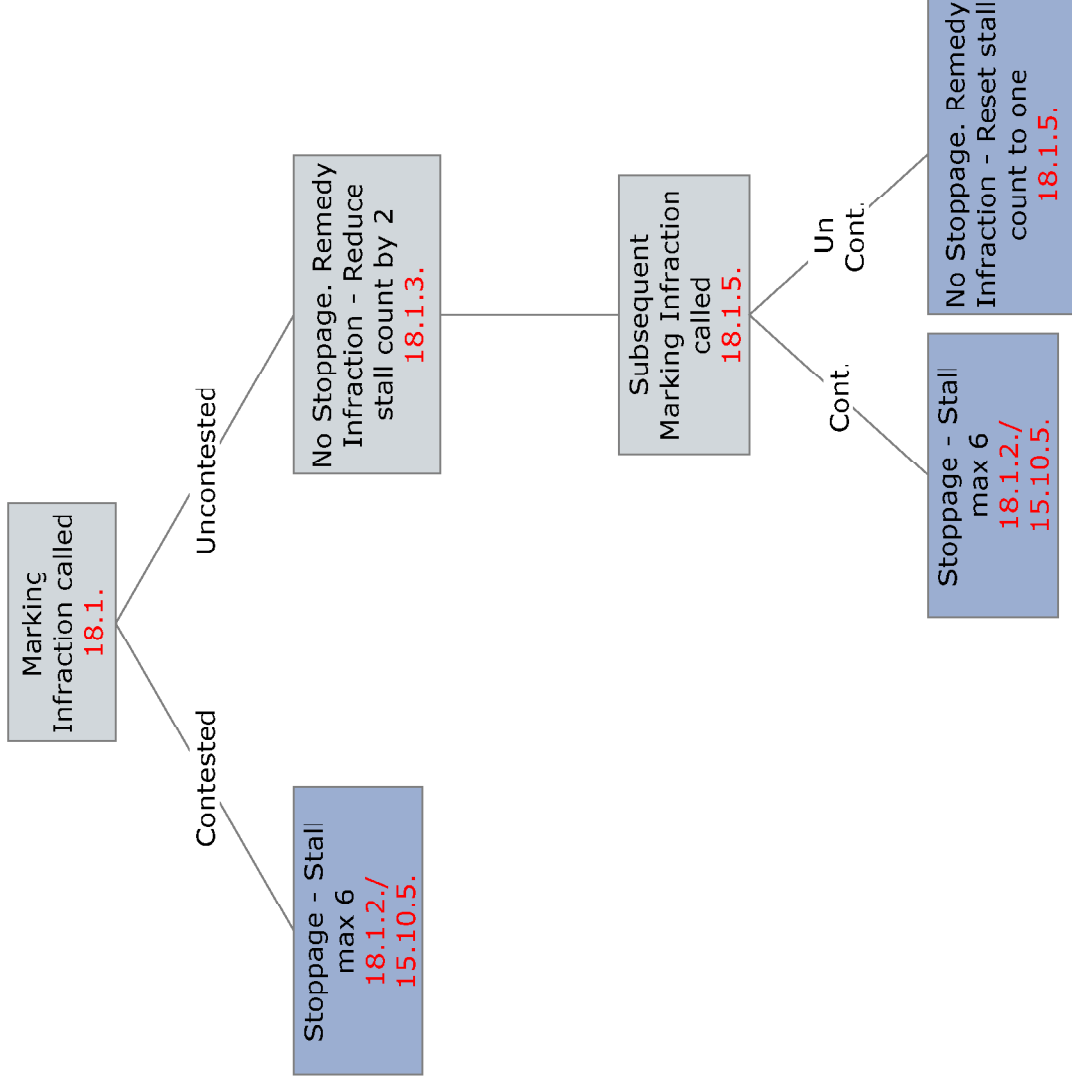 Marking
Infraction called
18.1.
Contested
Uncontested
Stoppage - Stall
max 6
18.1.2./
15.10.5.
No Stoppage. Remedy
Infraction - Reduce
stall count by 2
18.1.3.
Subsequent
Marking Infraction
called
18.1.5.
Cont.
Un
Cont.
Stoppage - Stall
max 6
18.1.2./
15.10.5.
No Stoppage. Remedy
Infraction - Reset stall
count to one
18.1.5.